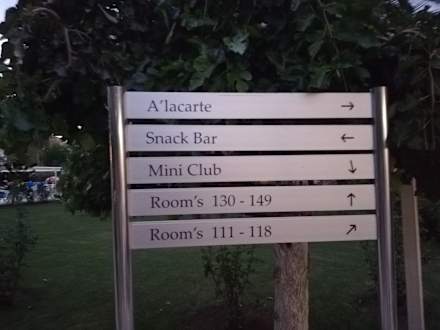 A'lacarte →
Snack Bar ←
Mini Club ↓
Room's 130 - 149 ↑
Room's 111 - 118 ↗